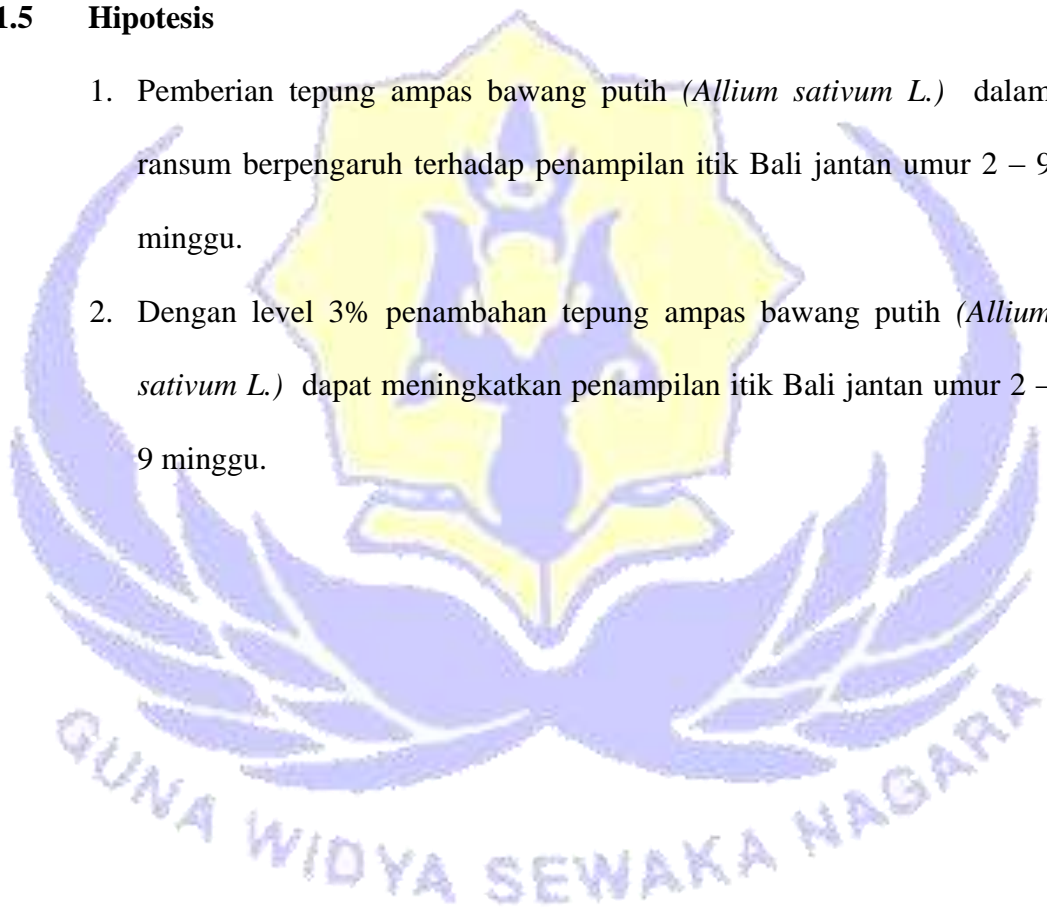 1.5 Hipotesis
1. Pemberian tepung ampas bawang putih (Allium sativum L.) dalam
ransum berpengaruh terhadap penampilan itik Bali jantan umur 2 – 9
minggu.
2. Dengan level 3% penambahan tepung ampas bawang putih (Allium
sativum L.) dapat meningkatkan penampilan itik Bali jantan umur 2 –
9 minggu.
GUNA WIDYA SEWAKA NAGARA